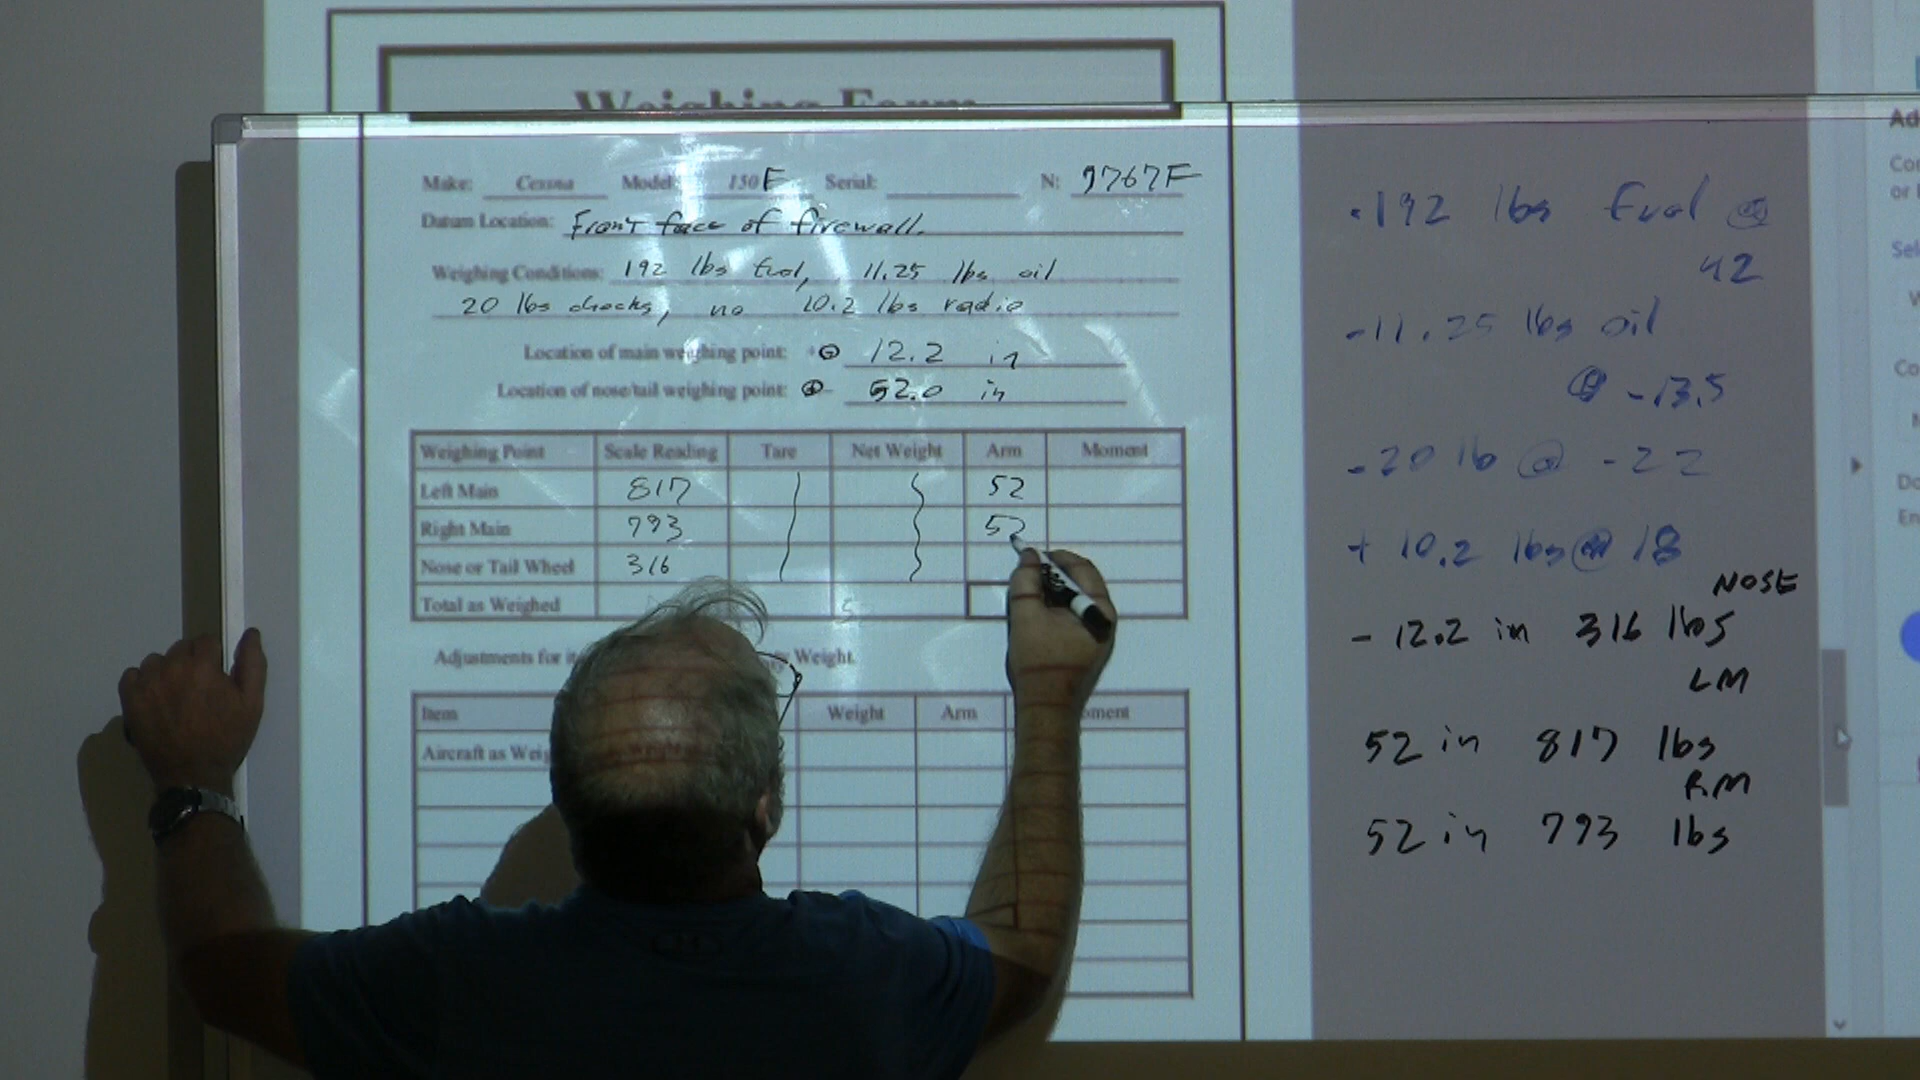 Weighing Form
Make: Cessna Model: 150F Serial: N: 9767F
Datum Location: Front face of firewall.
Weighing Conditions: 192 lbs fuel, 11.25 lbs oil
20 lbs chocks, no 10.2 lbs radio
Location of main weighing point: 12.2 in
Location of nose/tail weighing point: 52.0 in
Weighing Point Scale Reading Tare Net Weight Arm Moment
Left Main 817 52
Right Main 793 52
Nose or Tail Wheel 316
Total as Weighed
Adjustments for Weight.
Item Weight Arm
Aircraft as
-192 lbs fuel @
42
-11.25 lbs oil
@ -13.5
-20 lb @ -22
+ 10.2 lbs @ 18
NOSE
- 12.2 in 316 lbs
LM
52 in 817 lbs
RM
52 in 793 lbs